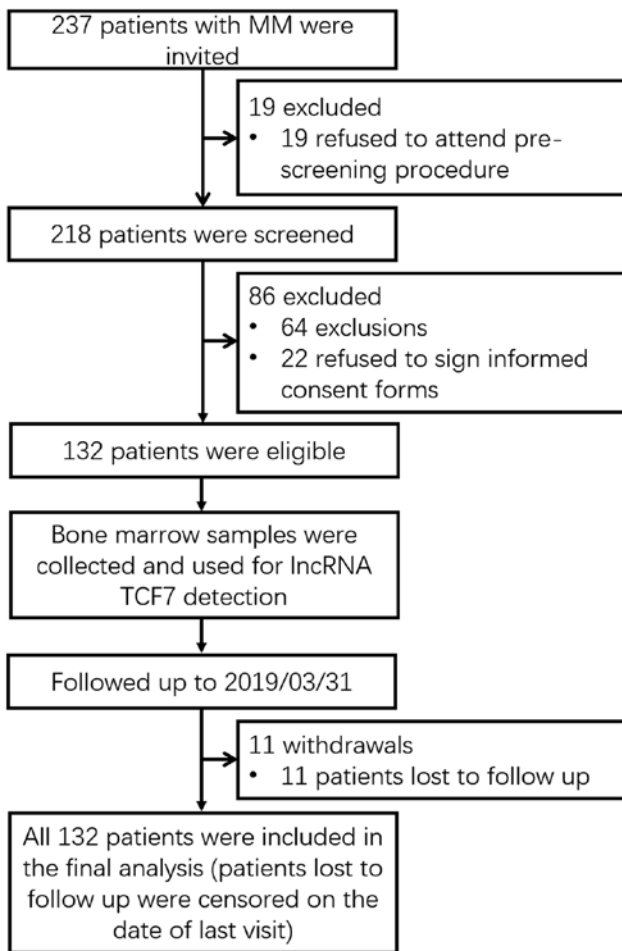 237 patients with MM were
invited
19 excluded
• 19 refused to attend pre-
screening procedure
218 patients were screened
86 excluded
• 64 exclusions
• 22 refused to sign informed
consent forms
132 patients were eligible
Bone marrow samples were
collected and used for lncRNA
TCF7 detection
Followed up to 2019/03/31
11 withdrawals
• 11 patients lost to follow up
All 132 patients were included in
the final analysis (patients lost to
follow up were censored on the
date of last visit)